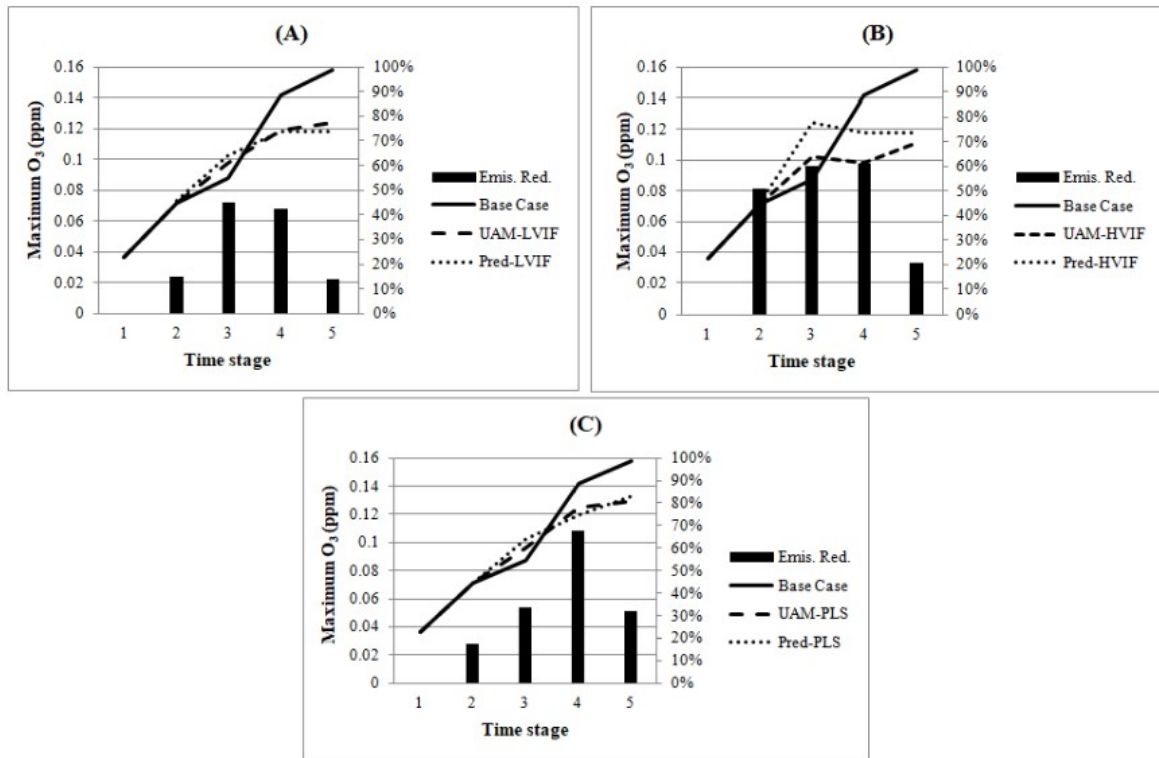 (A)
Maximum O3 (ppm)
0.16
0.14
0.12
0.1
0.08
0.06
0.04
0.02
0
100%
90%
80%
70%
60%
50%
40%
30%
20%
10%
0%
1 2 3 4 5
Time stage
Emis. Red.
Base Case
UAM-LVIF
Pred-LVIF
(B)
Maximum O3 (ppm)
0.16
0.14
0.12
0.1
0.08
0.06
0.04
0.02
0
100%
90%
80%
70%
60%
50%
40%
30%
20%
10%
0%
1 2 3 4 5
Time stage
Emis. Red.
Base Case
UAM-HVIF
Pred-HVIF
(C)
Maximum O3 (ppm)
0.16
0.14
0.12
0.1
0.08
0.06
0.04
0.02
0
100%
90%
80%
70%
60%
50%
40%
30%
20%
10%
0%
1 2 3 4 5
Time stage
Emis. Red.
Base Case
UAM-PLS
Pred-PLS